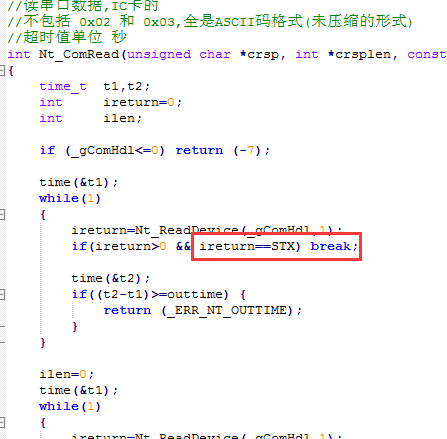 //读串口数据,IC卡的
//不包括 0x02 和 0x03,全是ASCII码格式(未压缩的形式)
//超时值单位 秒
int Nt_ComRead(unsigned char *crsp, int *crsplen, const
{
time_t t1,t2;
int ireturn=0;
int ilen;
if (_gComHdl<=0) return (-7);
time(&t1);
while(1)
{
ireturn=Nt_ReadDevice(_gComHdl,1);
if(ireturn>0 && ireturn==STX) break;
time(&t2);
if((t2-t1)>=outtime) {
return (_ERR_NT_OUTTIME);
}
}
ilen=0;
time(&t1);
while(1)
{
ireturn=Nt_ReadDevice(_gComHdl,1);